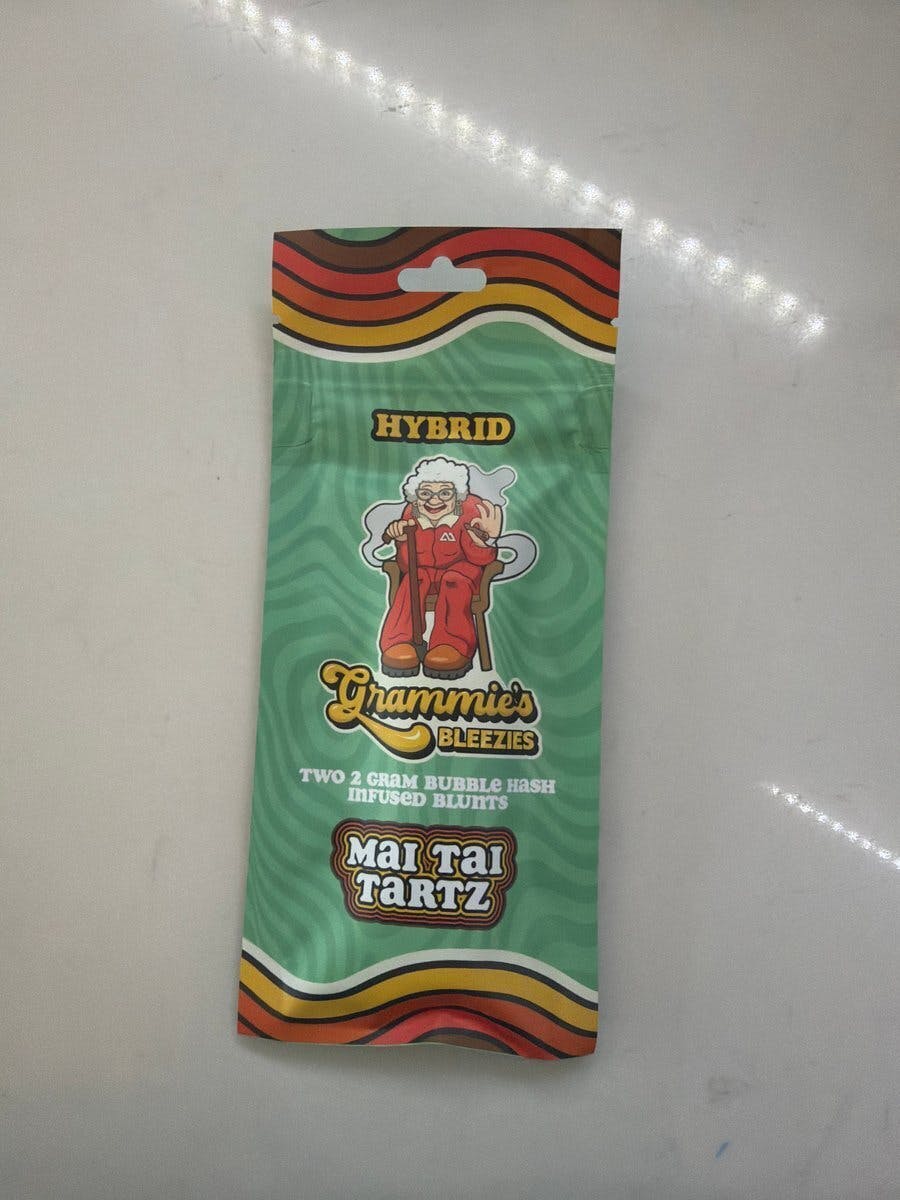 HYBRID
Grammie's
BLEEZIES
TWO 2 GRAM BUBBLE HASH
INFUSED BLUNTS
MAI TAI
TARTZ